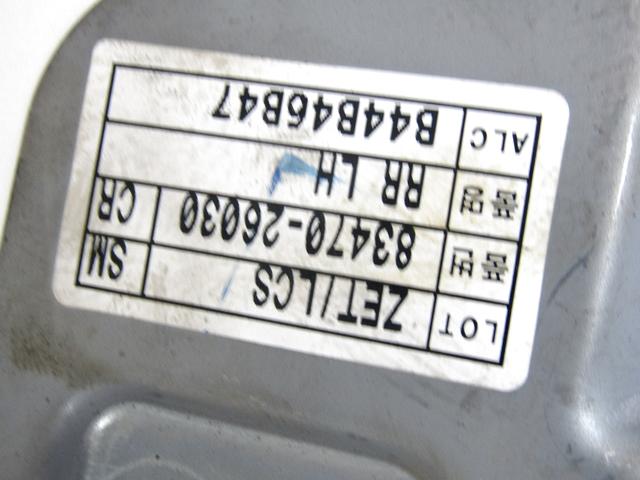 LOT ZET/LCS SM
품번 83470-26030 CR
품명 RR LH
ALC B44B46B47